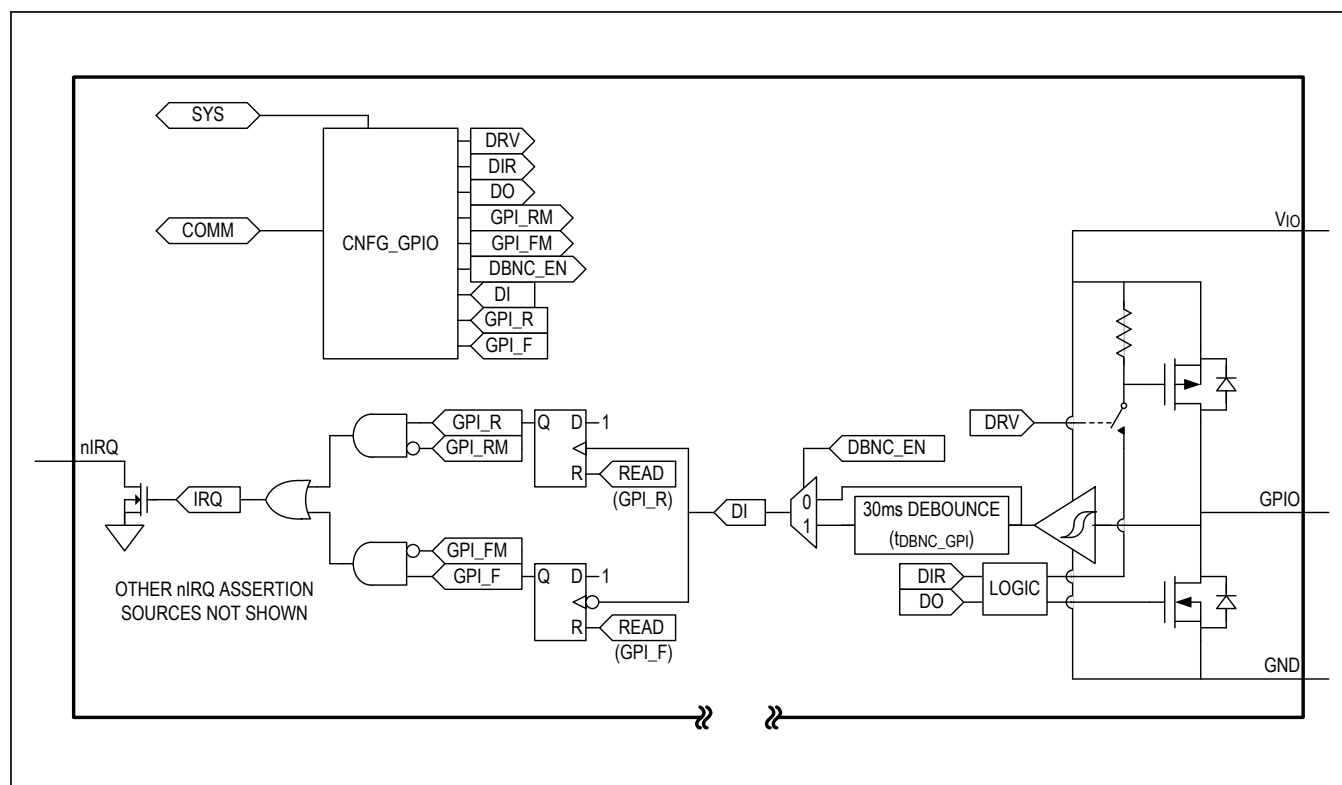 SYS
COMM
CNFG_GPIO
DRV
DIR
DO
GPI_RM
GPI_FM
DBNC_EN
DI
GPI_R
GPI_F
VIO
DRV
GPIO
GND
nIRQ
IRQ
GPI_R
GPI_RM
Q
D
1
R
READ
(GPI_R)
GPI_FM
GPI_F
Q
D
1
R
READ
(GPI_F)
DI
DBNC_EN
0
1
30ms DEBOUNCE
(tDBNC_GPI)
DIR
DO
LOGIC
OTHER nIRQ ASSERTION
SOURCES NOT SHOWN